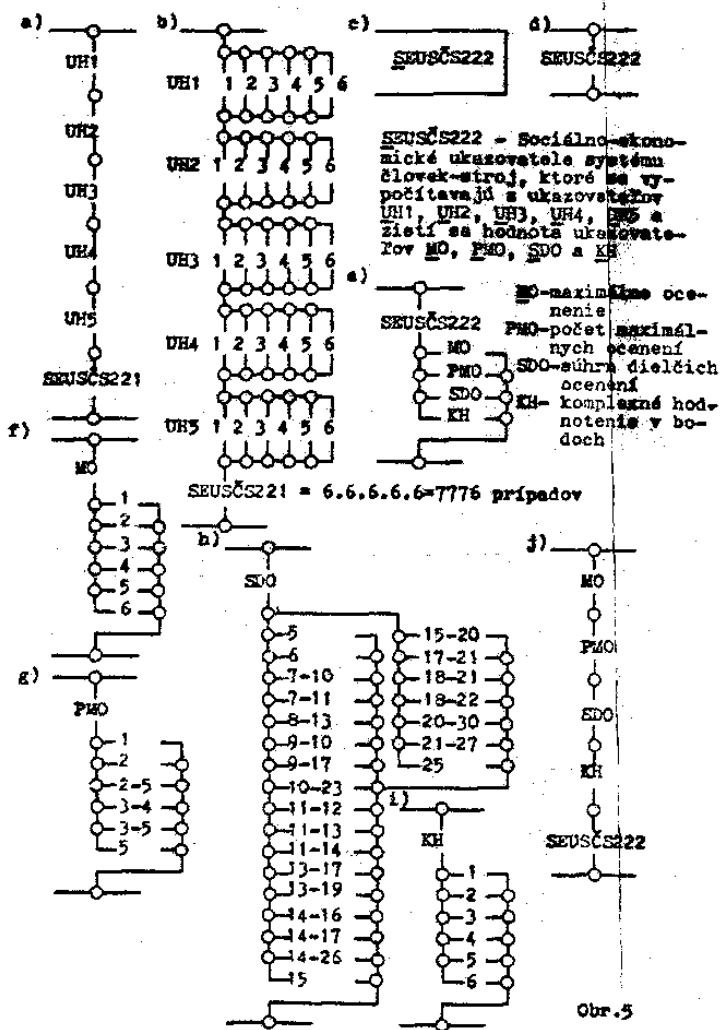 a)
UH1
UH2
UH3
UH4
UH5
SEUSČS221
b)
UH1 1 2 3 4 5 6
UH2 1 2 3 4 5 6
UH3 1 2 3 4 5 6
UH4 1 2 3 4 5 6
UH5 1 2 3 4 5 6
SEUSČS221 = 6.6.6.6.6=7776 prípadov
c)
SEUSČS222
d)
SEUSČS222
SEUSČS222 - Sociálno-ekono-
mické ukazovatele systému
človek-stroj, ktoré sa vy-
počítavajú z ukazovateľov
UH1, UH2, UH3, UH4, UH5 a
zistí sa hodnota ukazovate-
ľov MO, PMO, SDO a KH
e)
SEUSČS222
MO
PMO
SDO
KH
MO-maximálne oce-
nenie
PMO-počet maximál-
nych ocenení
SDO-súhrn dielčich
ocenení
KH- komplexné hod-
notenie v bo-
doch
f)
MO
1
2
3
4
5
6
g)
PMO
1
2
2-5
3-4
3-5
5
h)
SDO
5
6
7-10
7-11
8-13
9-10
9-17
10-23
11-12
11-13
11-14
13-17
13-19
14-16
14-17
14-26
15
15-20
17-21
18-21
18-22
20-30
21-27
25
i)
KH
1
2
3
4
5
6
j)
MO
PMO
SDO
KH
SEUSČS222
Obr.5